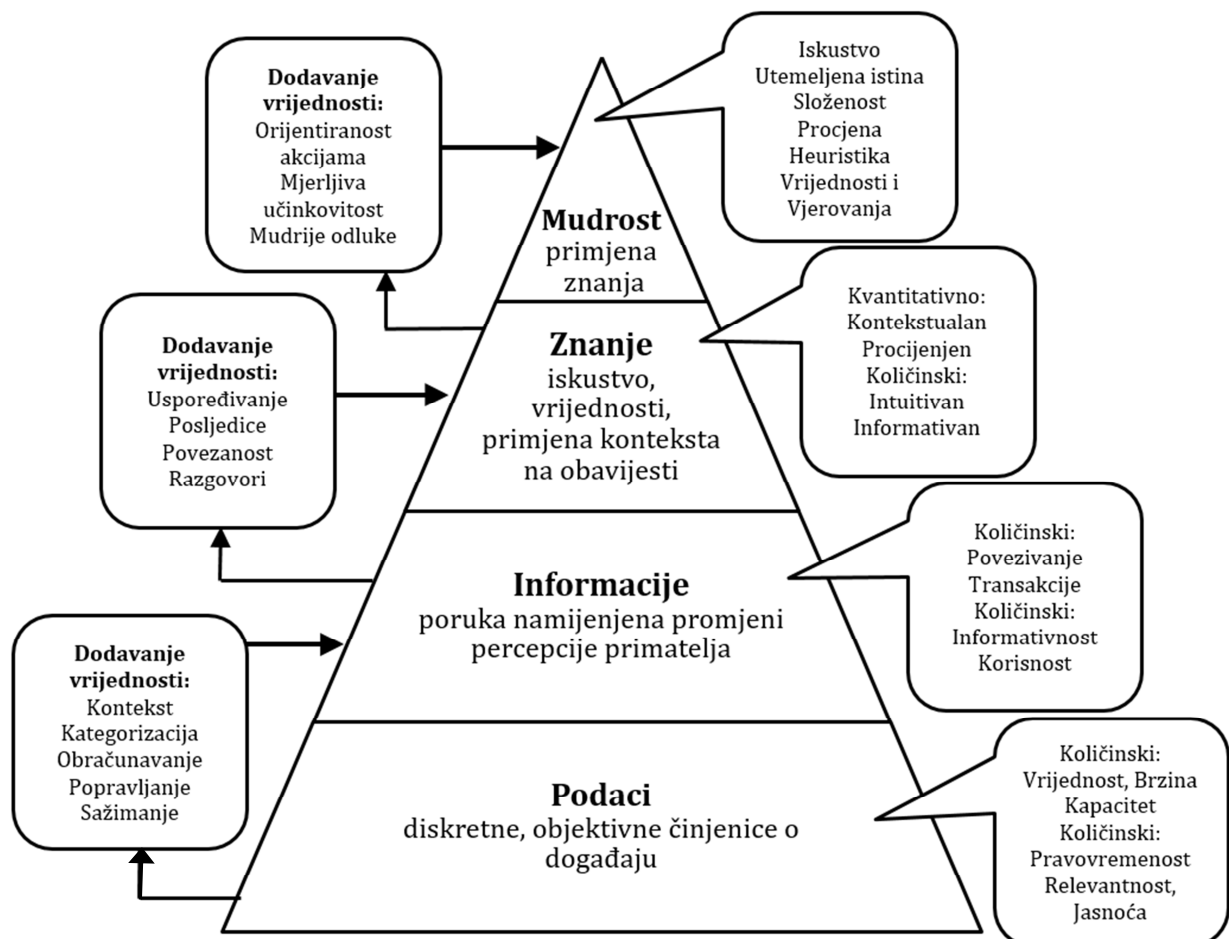 Dodavanje
vrijednosti:
Orijentiranost
akcijama
Mjerljiva
učinkovitost
Mudrije odluke
Iskustvo
Utemeljena istina
Složenost
Procjena
Heuristika
Vrijednosti i
Vjerovanja
Mudrost
primjena
znanja
Dodavanje
vrijednosti:
Uspoređivanje
Posljedice
Povezanost
Razgovori
Znanje
iskustvo,
vrijednosti,
primjena konteksta
na obavijesti
Kvantitativno:
Kontekstualan
Procijenjen
Količinski:
Intuitivan
Informativan
Dodavanje
vrijednosti:
Kontekst
Kategorizacija
Obračunavanje
Popravljanje
Sažimanje
Informacije
poruka namijenjena promjeni
percepcije primatelja
Količinski:
Povezivanje
Transakcije
Količinski:
Informativnost
Korisnost
Podaci
diskretne, objektivne činjenice o
događaju
Količinski:
Vrijednost, Brzina
Kapacitet
Količinski:
Pravovremenost
Relevantnost,
Jasnoća